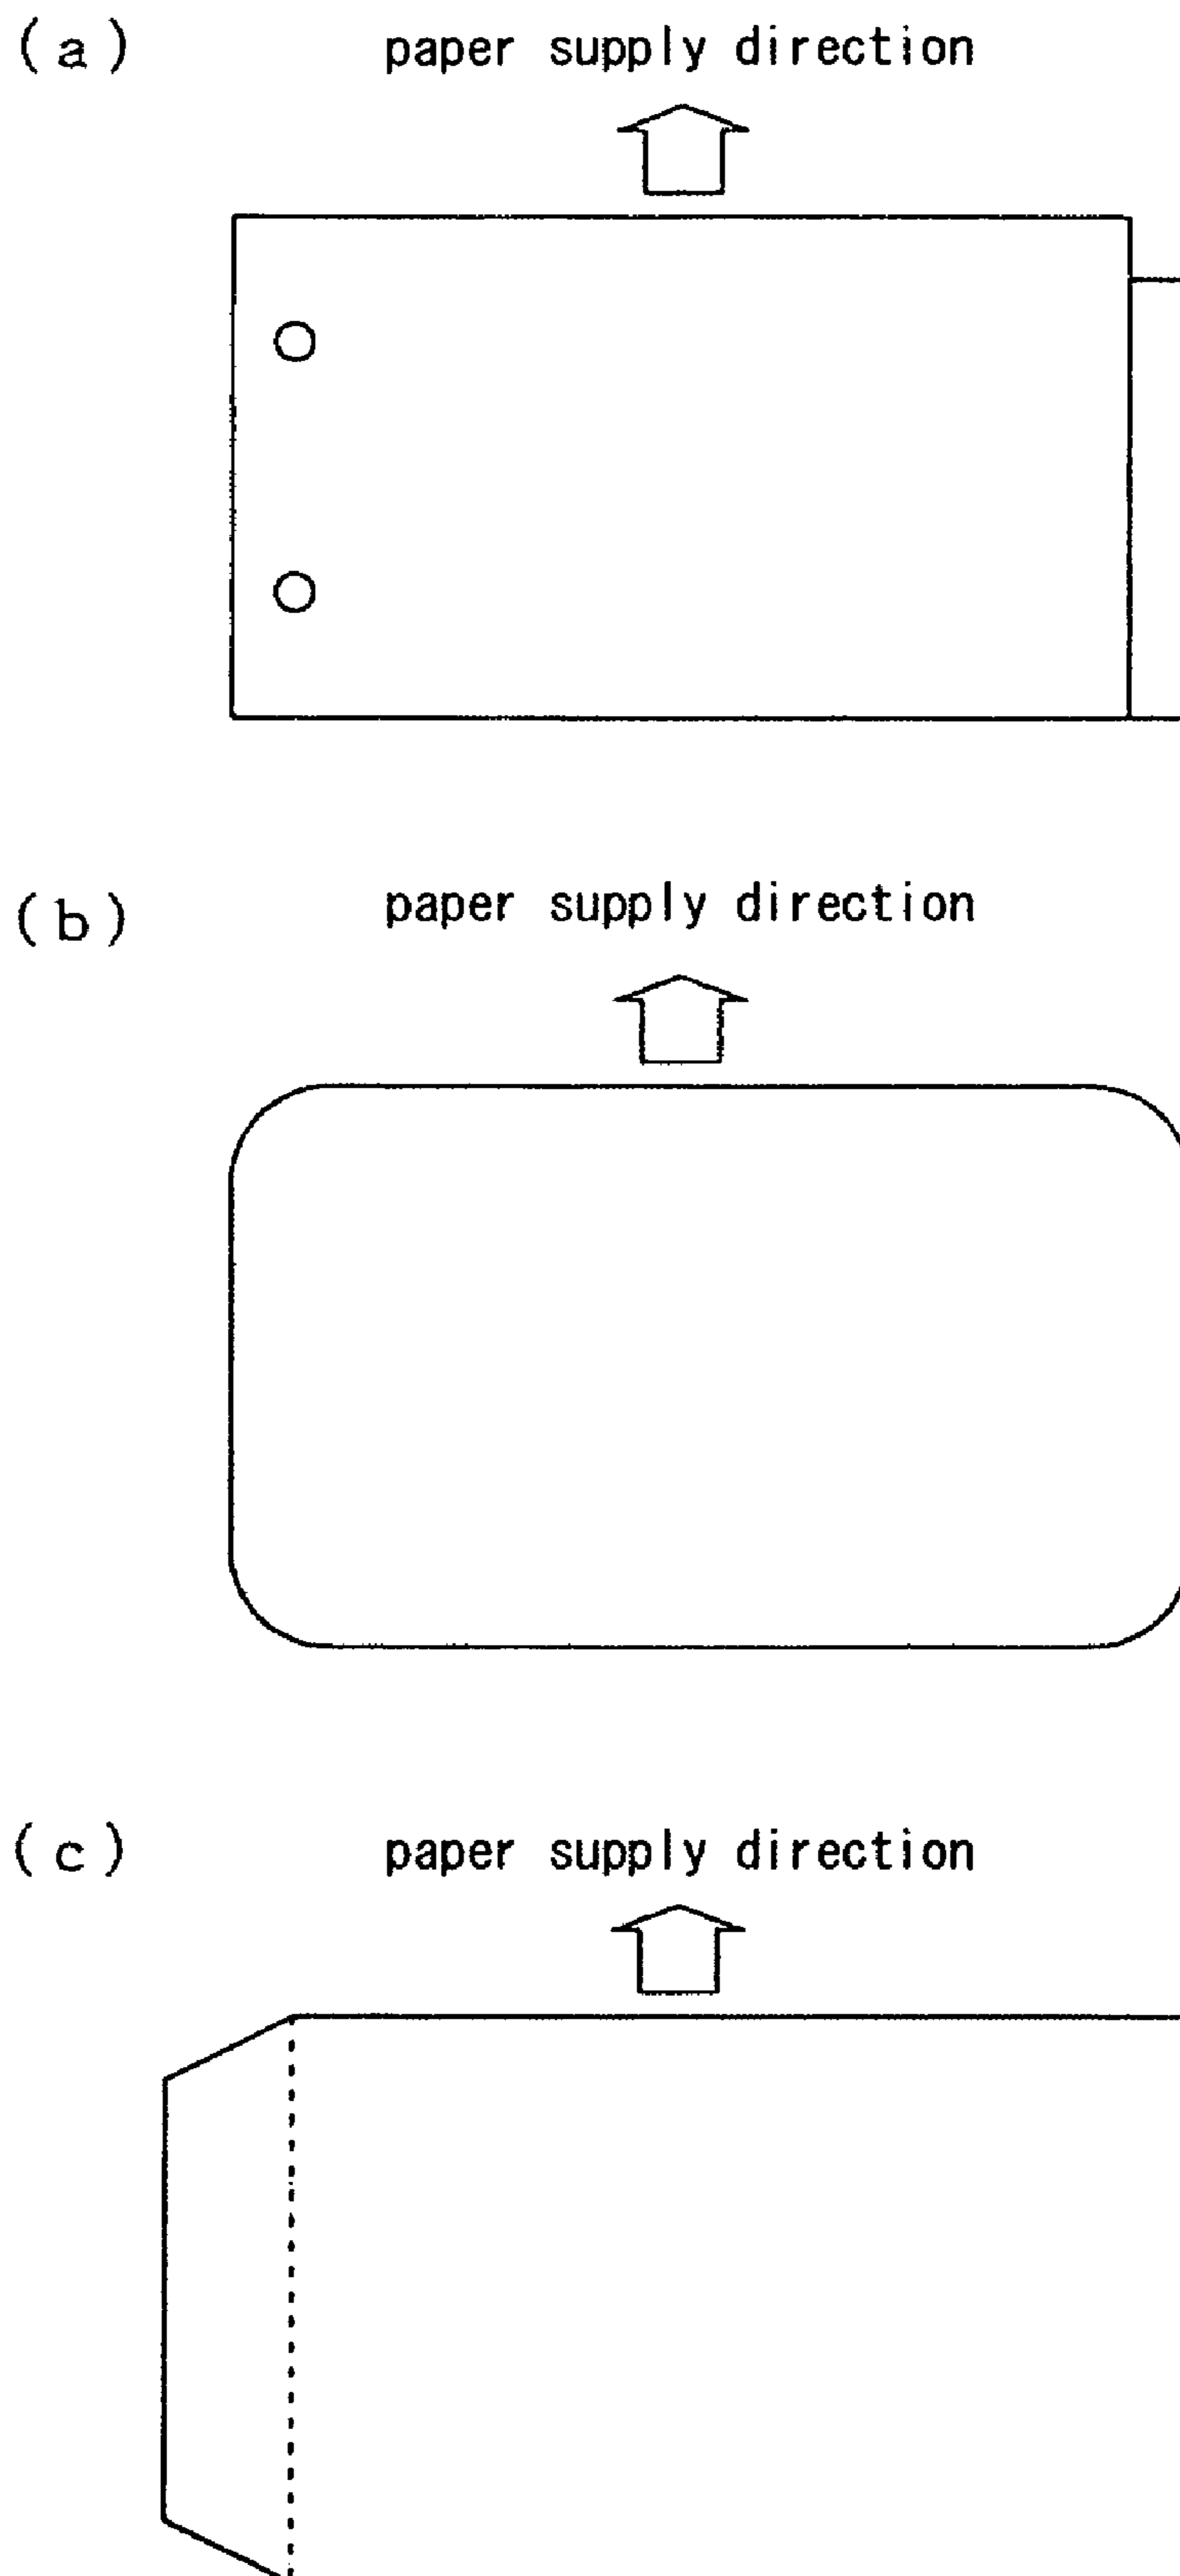 (a)
paper supply direction
(b)
paper supply direction
(c)
paper supply direction